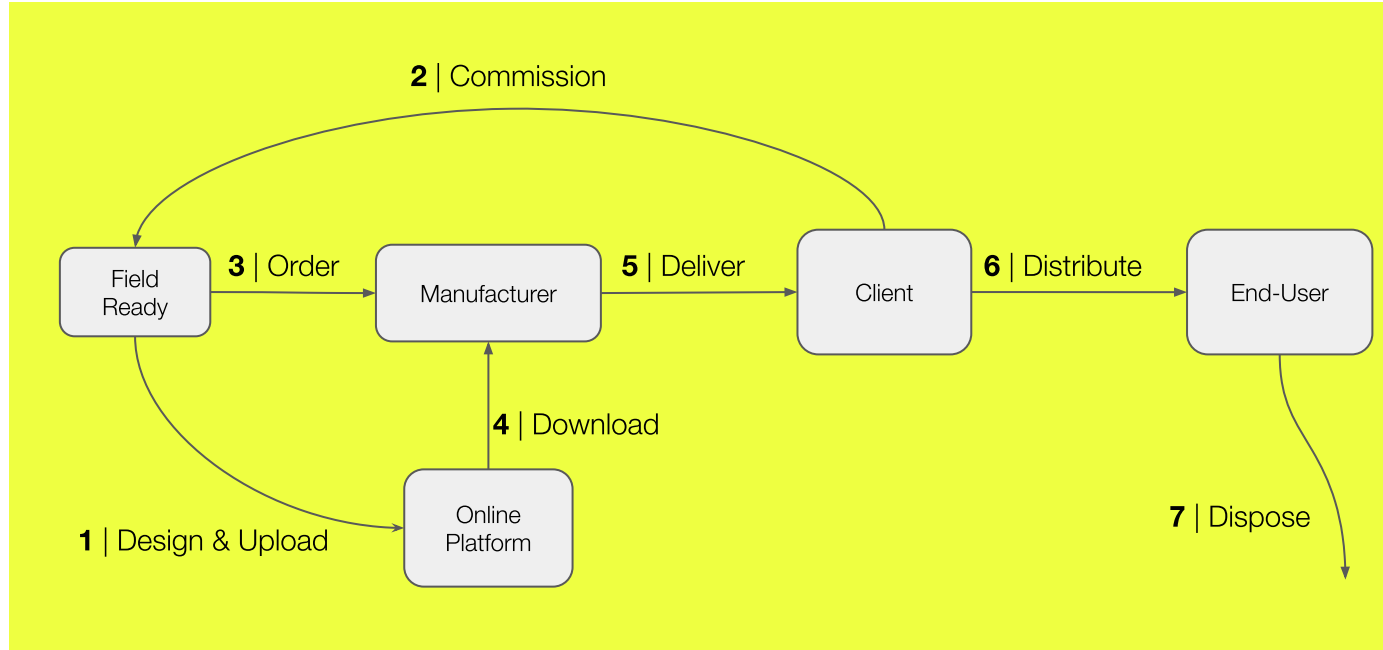 2 | Commission
Field
Ready
3 | Order
Manufacturer
5 | Deliver
Client
6 | Distribute
End-User
4 | Download
Online
Platform
1 | Design & Upload
7 | Dispose